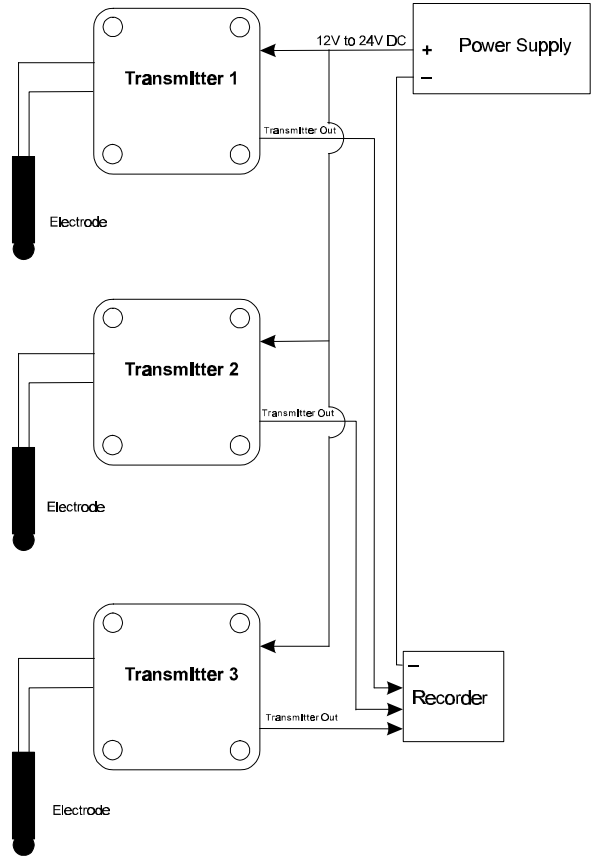 12V to 24V DC
+
Power Supply
−
Transmitter 1
Transmitter Out
Electrode
Transmitter 2
Transmitter Out
Electrode
Transmitter 3
−
Recorder
Transmitter Out
Electrode